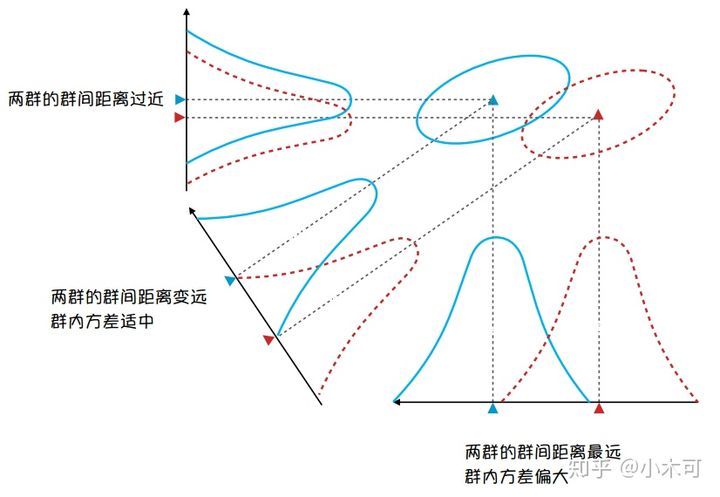 两群的群间距离过近
两群的群间距离变远
群内方差适中
两群的群间距离最远
群内方差偏大
知乎 @小木可